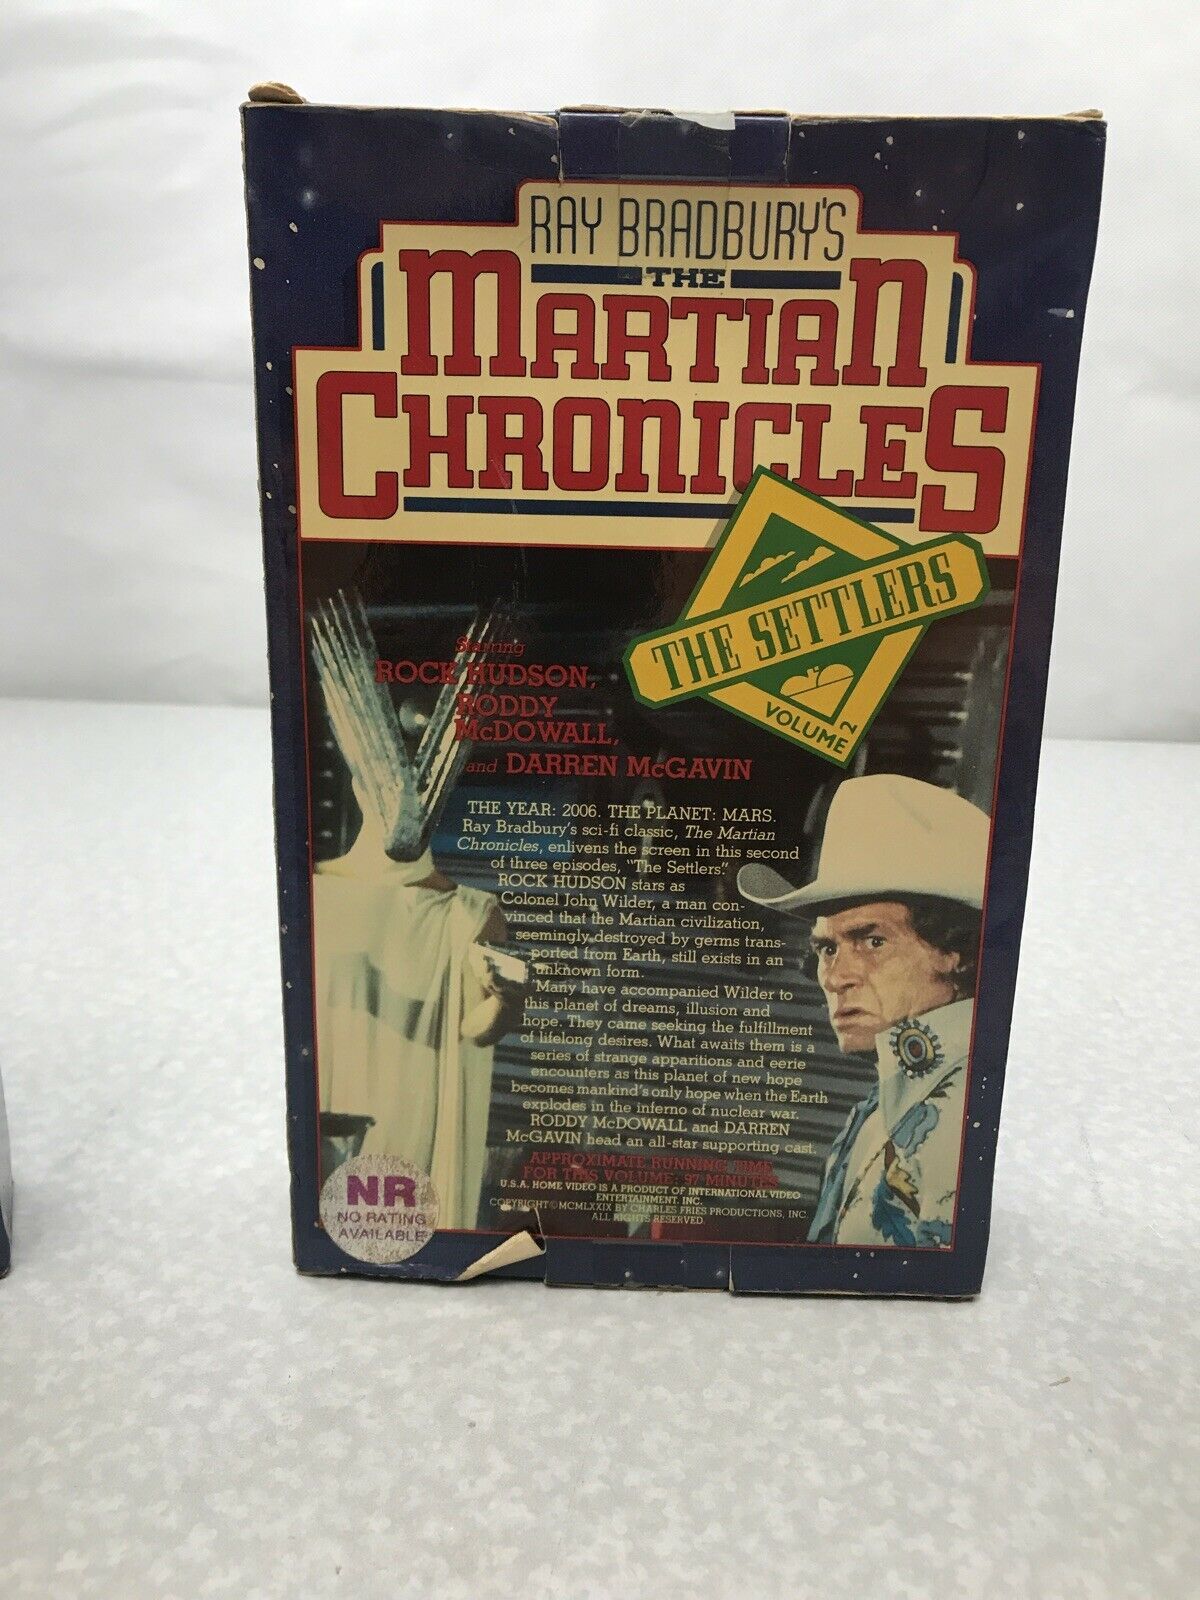 RAY BRADBURY'S
THE
MARTIAN
CHRONICLES
THE SETTLERS
VOLUME 2
Starring
ROCK HUDSON,
RODDY
McDOWALL,
and DARREN McGAVIN
THE YEAR: 2006. THE PLANET: MARS.
Ray Bradbury's sci-fi classic, The Martian
Chronicles, enlivens the screen in this second
of three episodes, "The Settlers."
ROCK HUDSON stars as
Colonel John Wilder, a man con-
vinced that the Martian civilization,
seemingly destroyed by germs trans-
ported from Earth, still exists in an
unknown form.
Many have accompanied Wilder to
this planet of dreams, illusion and
hope. They came seeking the fulfillment
of lifelong desires. What awaits them is a
series of strange apparitions and eerie
encounters as this planet of new hope
becomes mankind's only hope when the Earth
explodes in the inferno of nuclear war.
RODDY McDOWALL and DARREN
McGAVIN head an all-star supporting cast.
APPROXIMATE RUNNING TIME
FOR THIS VOLUME: 97 MINUTES
U.S.A. HOME VIDEO IS A PRODUCT OF INTERNATIONAL VIDEO
ENTERTAINMENT, INC.
COPYRIGHT © MCMLXXIX BY CHARLES FRIES PRODUCTIONS, INC.
ALL RIGHTS RESERVED.
NR
NO RATING
AVAILABLE